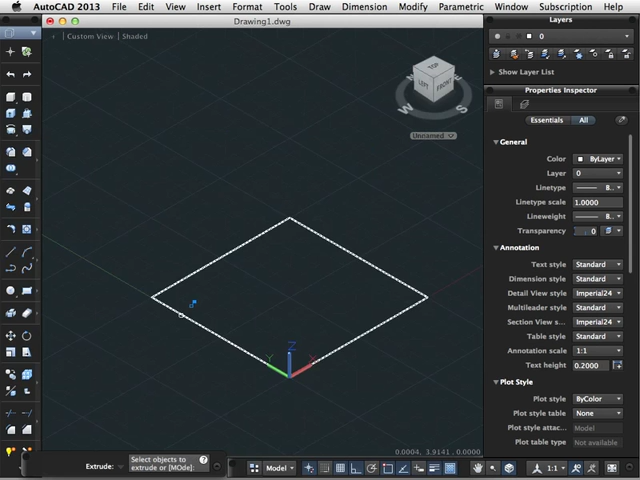 AutoCAD 2013 File Edit View Insert Format Tools Draw Dimension Modify Parametric Window Subscription Help
Drawing1.dwg
Layers
+ Custom View Shaded
0
Show Layer List
TOP
LEFT FRONT
W S
Unnamed
Properties Inspector
Essentials All
General
Color ByLayer
Layer 0
Linetype B..
Linetype scale 1.0000
Lineweight B..
Transparency 0
Annotation
Text style Standard
Dimension style Standard
Detail View style Imperial24
Multileader style Standard
Section View s... Imperial24
Table style Standard
Annotation scale 1:1
Text height 0.2000
Plot Style
Plot style ByColor
Plot style table None
Plot style attac... Model
Plot table type Not available
Z
Y X
0.0004, 3.9141, 0.0000
Extrude: Select objects to extrude or [MOde]: ?
Model
1:1